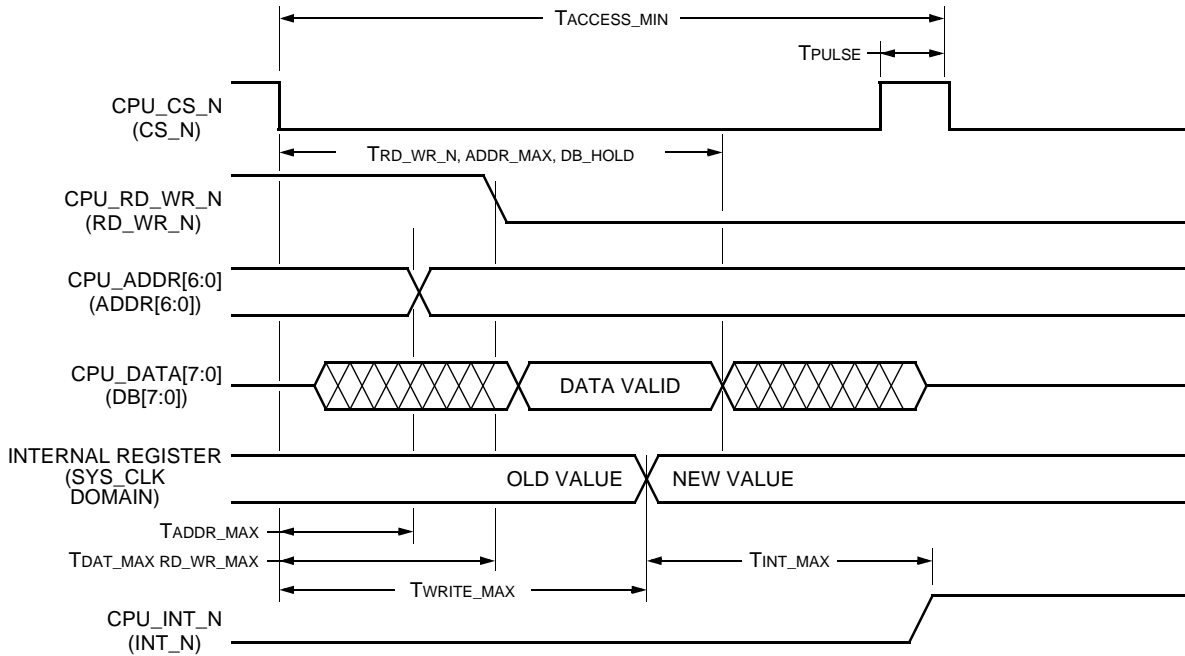 TACCESS_MIN
TPULSE
CPU_CS_N
(CS_N)
TRD_WR_N, ADDR_MAX, DB_HOLD
CPU_RD_WR_N
(RD_WR_N)
CPU_ADDR[6:0]
(ADDR[6:0])
CPU_DATA[7:0]
(DB[7:0])
DATA VALID
INTERNAL REGISTER
(SYS_CLK
DOMAIN)
OLD VALUE
NEW VALUE
TADDR_MAX
TDAT_MAX RD_WR_MAX
TINT_MAX
TWRITE_MAX
CPU_INT_N
(INT_N)